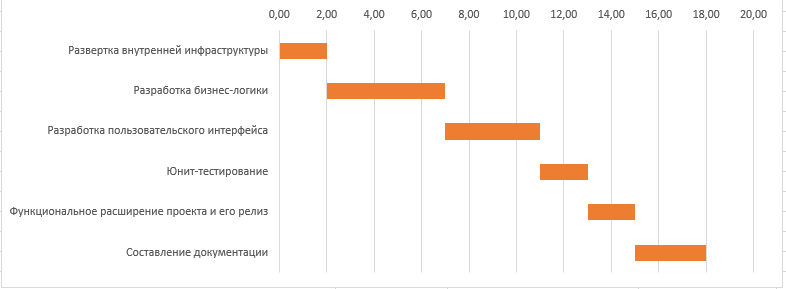 0,00 2,00 4,00 6,00 8,00 10,00 12,00 14,00 16,00 18,00 20,00
Развертка внутренней инфраструктуры
Разработка бизнес-логики
Разработка пользовательского интерфейса
Юнит-тестирование
Функциональное расширение проекта и его релиз
Составление документации